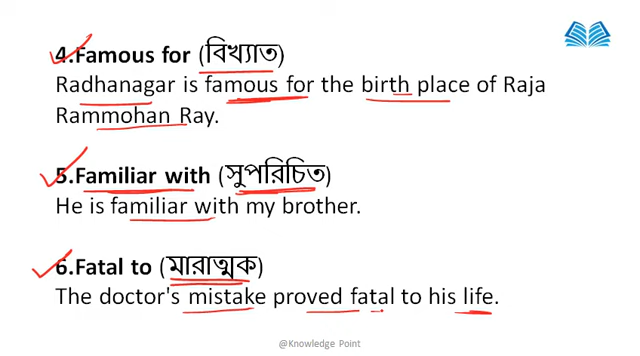 4.Famous for (বিখ্যাত)
Radhanagar is famous for the birth place of Raja
Rammohan Ray.
5.Familiar with (সুপরিচিত)
He is familiar with my brother.
6.Fatal to (মারাত্মক)
The doctor's mistake proved fatal to his life.
@Knowledge Point